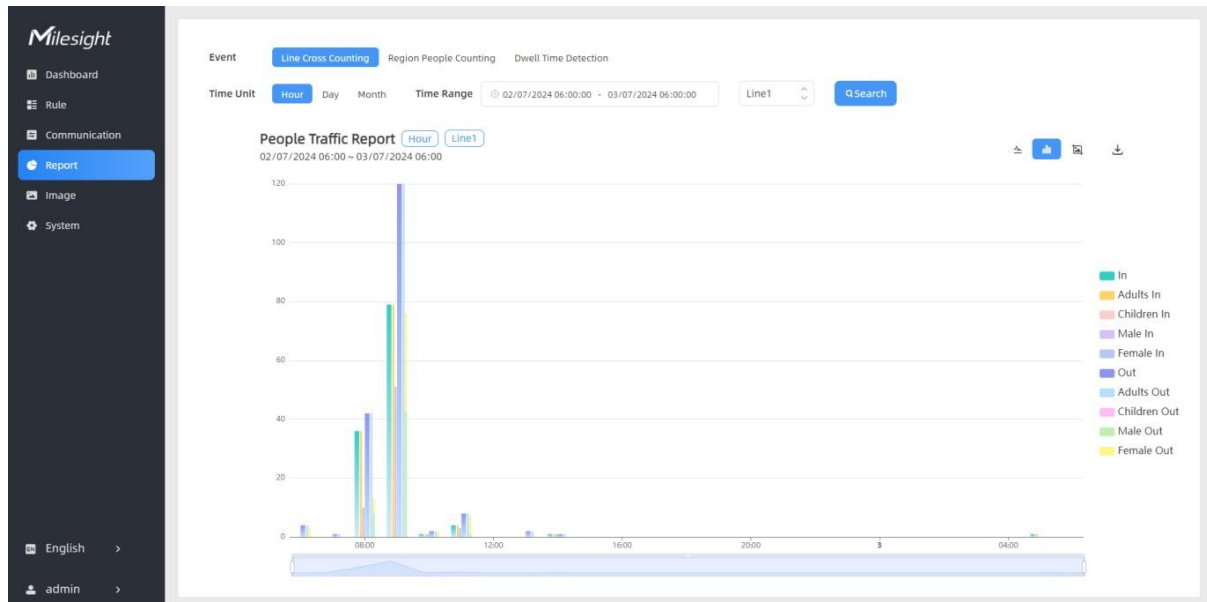 Milesight
Dashboard
Rule
Communication
Report
Image
System
English
admin
Event Line Cross Counting Region People Counting Dwell Time Detection
Time Unit Hour Day Month Time Range 02/07/2024 06:00:00 - 03/07/2024 06:00:00 Line1 Search
People Traffic Report Hour Line1
02/07/2024 06:00 ~ 03/07/2024 06:00
120
100
80
60
40
20
0
08:00 12:00 16:00 20:00 3 04:00
In
Adults In
Children In
Male In
Female In
Out
Adults Out
Children Out
Male Out
Female Out